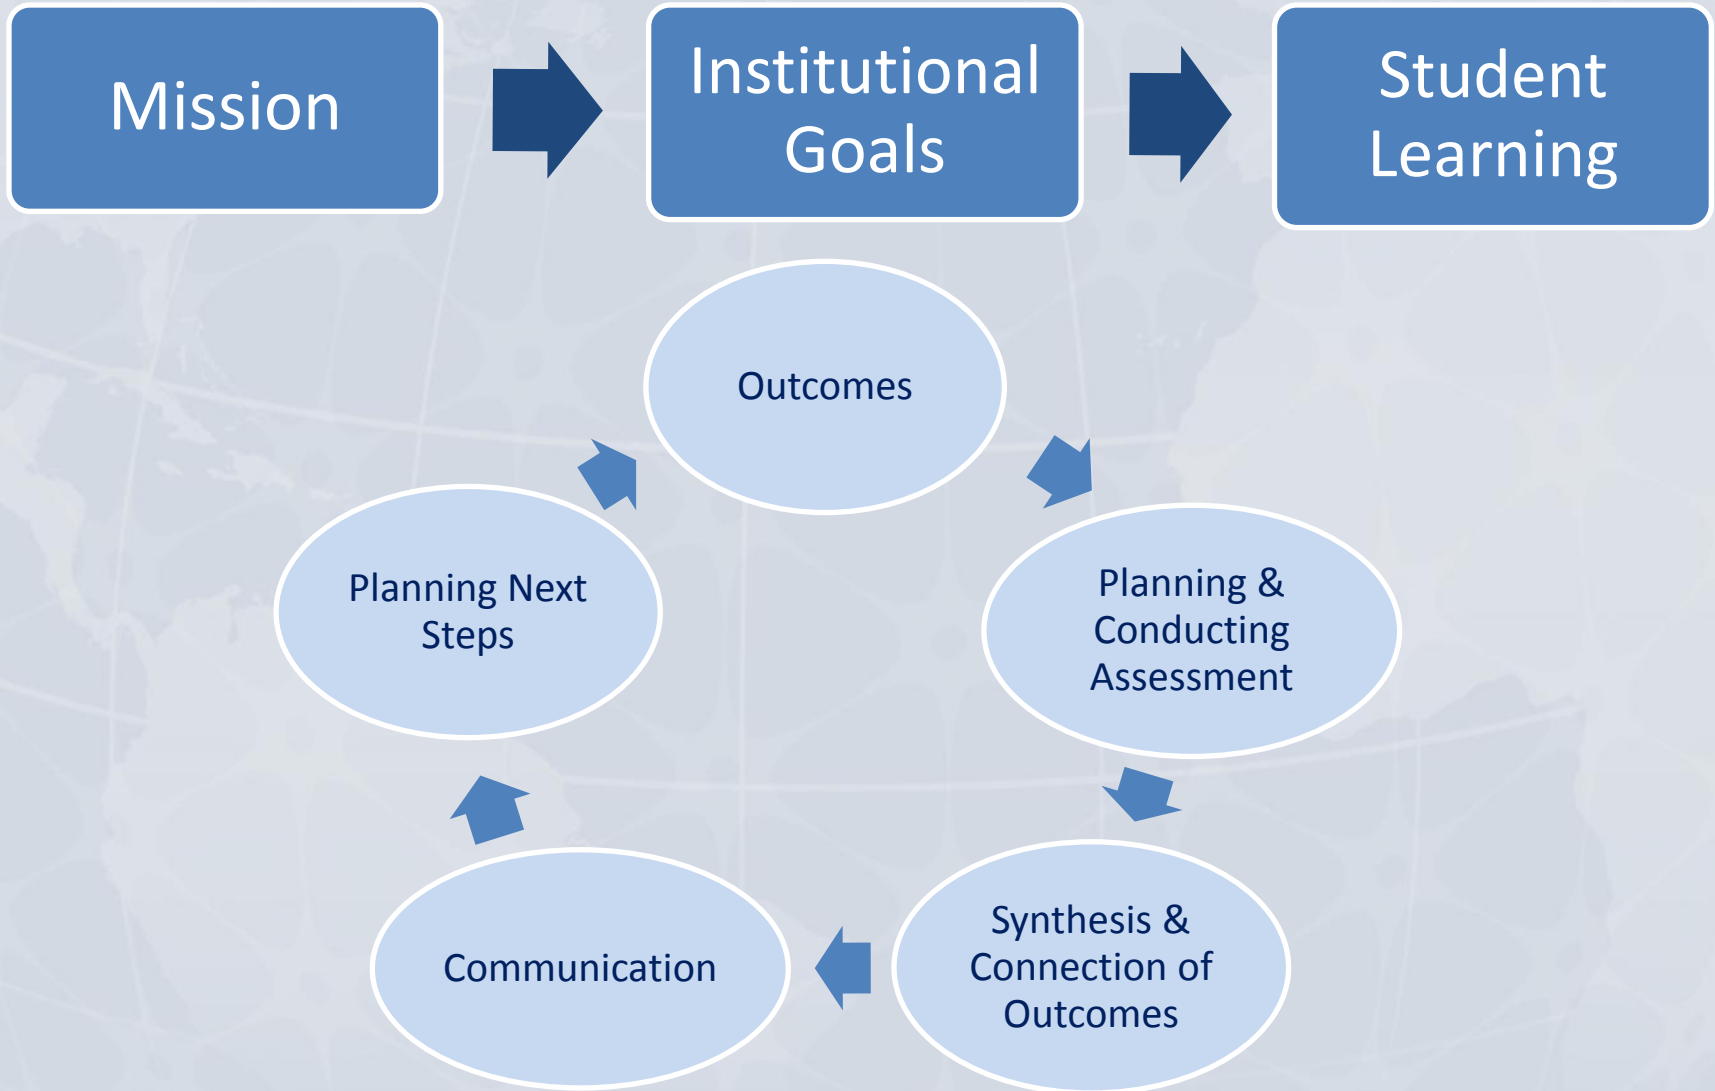 Mission
Institutional
Goals
Student
Learning
Outcomes
Planning Next
Steps
Planning &
Conducting
Assessment
Communication
Synthesis &
Connection of
Outcomes